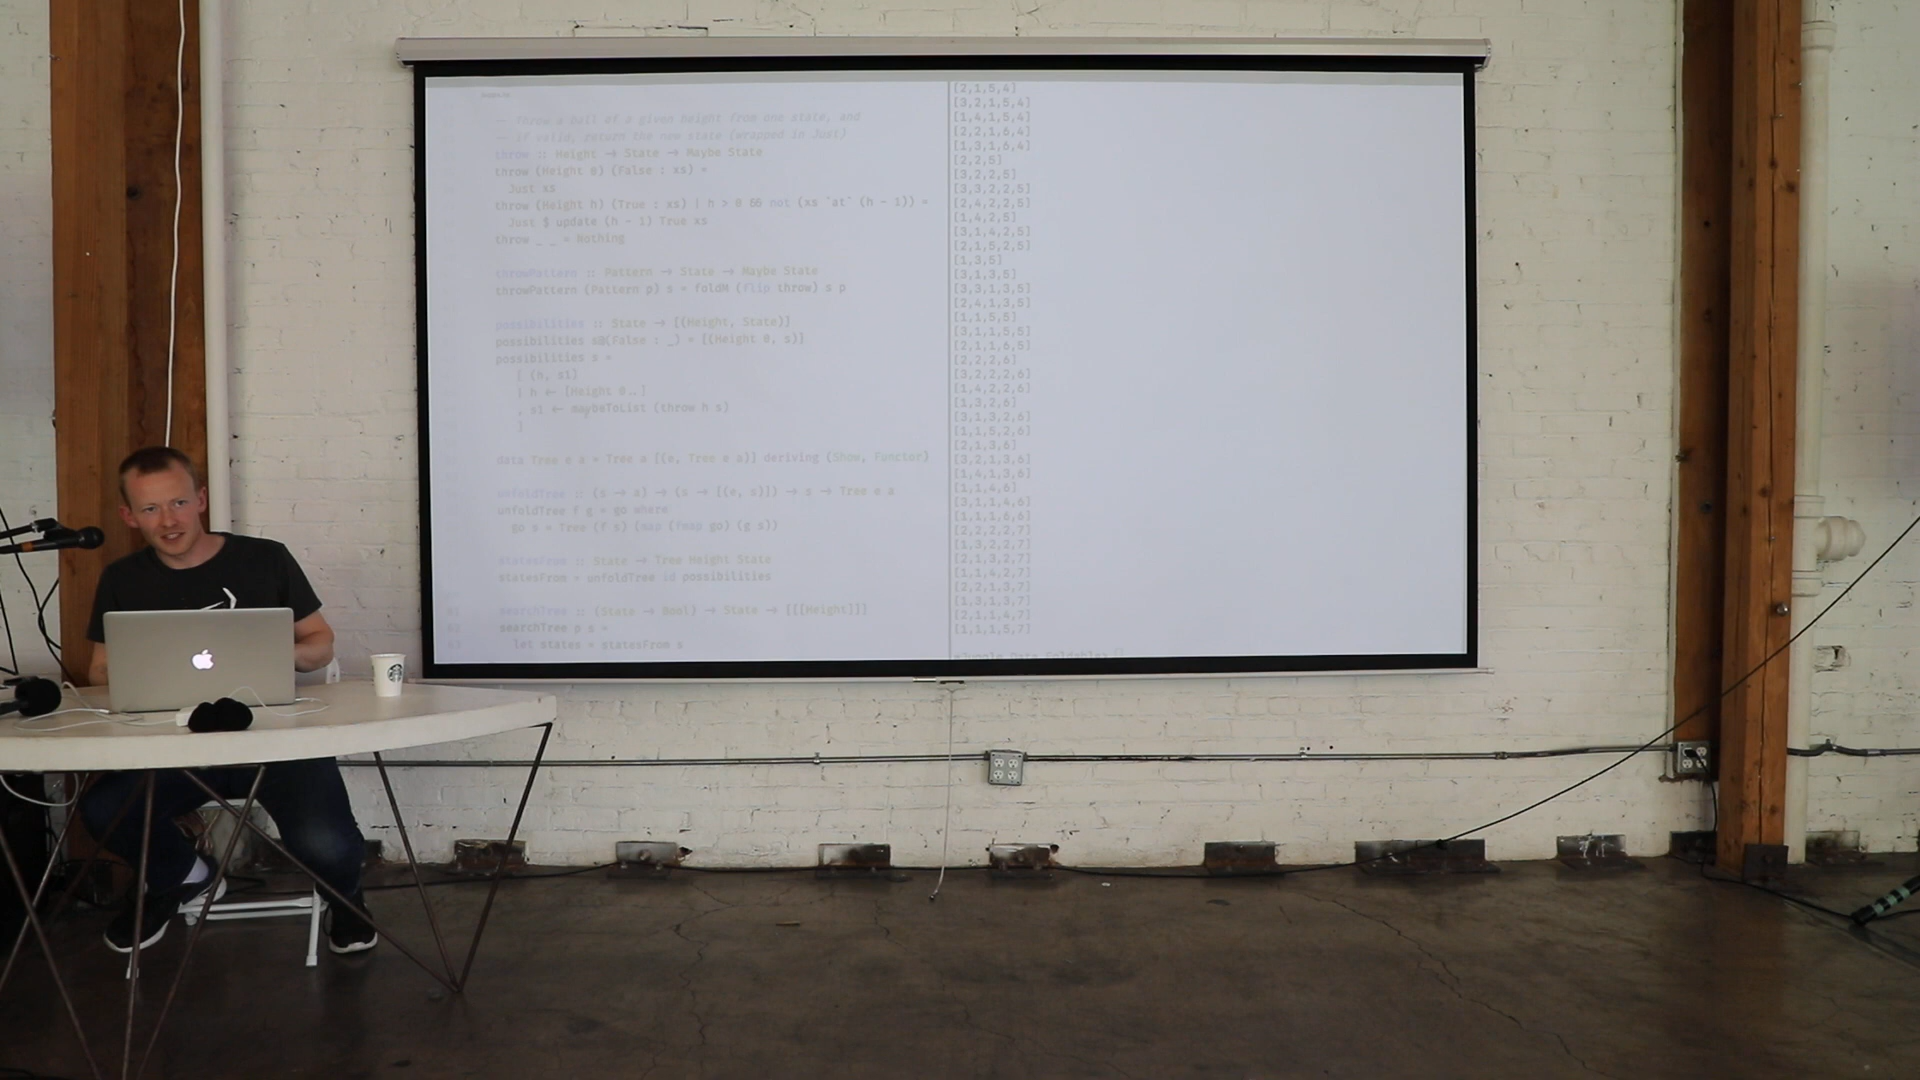 -- Throw a ball of a given height from one state, and
-- if valid, return the new state (wrapped in Just)
throw :: Height → State → Maybe State
throw (Height 0) (False : xs) =
Just xs
throw (Height h) (True : xs) | h > 0 && not (xs `at` (h - 1)) =
Just $ update (h - 1) True xs
throw _ _ = Nothing
throwPattern :: Pattern → State → Maybe State
throwPattern (Pattern p) s = foldM (flip throw) s p
possibilities :: State → [(Height, State)]
possibilities s@(False : _) = [(Height 0, s)]
possibilities s =
[ (h, s1)
| h ← [Height 0..]
, s1 ← maybeToList (throw h s)
]
data Tree e a = Tree a [(e, Tree e a)] deriving (Show, Functor)
unfoldTree :: (s → a) → (s → [(e, s)]) → s → Tree e a
unfoldTree f g = go where
go s = Tree (f s) (map (fmap go) (g s))
statesFrom :: State → Tree Height State
statesFrom = unfoldTree id possibilities
searchTree :: (State → Bool) → State → [[[Height]]]
searchTree p s =
let states = statesFrom s
[2,1,5,4]
[3,2,1,5,4]
[1,4,1,5,4]
[2,2,1,6,4]
[1,3,1,6,4]
[2,2,5]
[3,2,2,5]
[3,3,2,2,5]
[2,4,2,2,5]
[1,4,2,5]
[3,1,4,2,5]
[2,1,5,2,5]
[1,3,5]
[3,1,3,5]
[3,3,1,3,5]
[2,4,1,3,5]
[1,1,5,5]
[3,1,1,5,5]
[2,1,1,6,5]
[2,2,2,6]
[3,2,2,2,6]
[1,4,2,2,6]
[1,3,2,6]
[3,1,3,2,6]
[1,1,5,2,6]
[2,1,3,6]
[3,2,1,3,6]
[1,4,1,3,6]
[1,1,4,6]
[3,1,1,4,6]
[1,1,1,6,6]
[2,2,2,2,7]
[1,3,2,2,7]
[2,1,3,2,7]
[1,1,4,2,7]
[2,2,1,3,7]
[1,3,1,3,7]
[2,1,1,4,7]
[1,1,1,5,7]
*Juggle Data.Foldable>